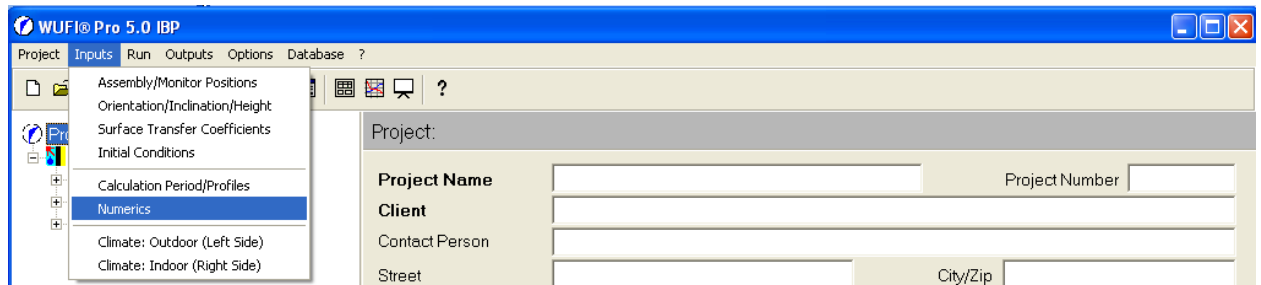 WUFI® Pro 5.0 IBP
Project Inputs Run Outputs Options Database ?
Assembly/Monitor Positions
Orientation/Inclination/Height
Surface Transfer Coefficients
Initial Conditions
Calculation Period/Profiles
Numerics
Climate: Outdoor (Left Side)
Climate: Indoor (Right Side)
?
Pro
Project:
Project Name Project Number
Client
Contact Person
Street City/Zip